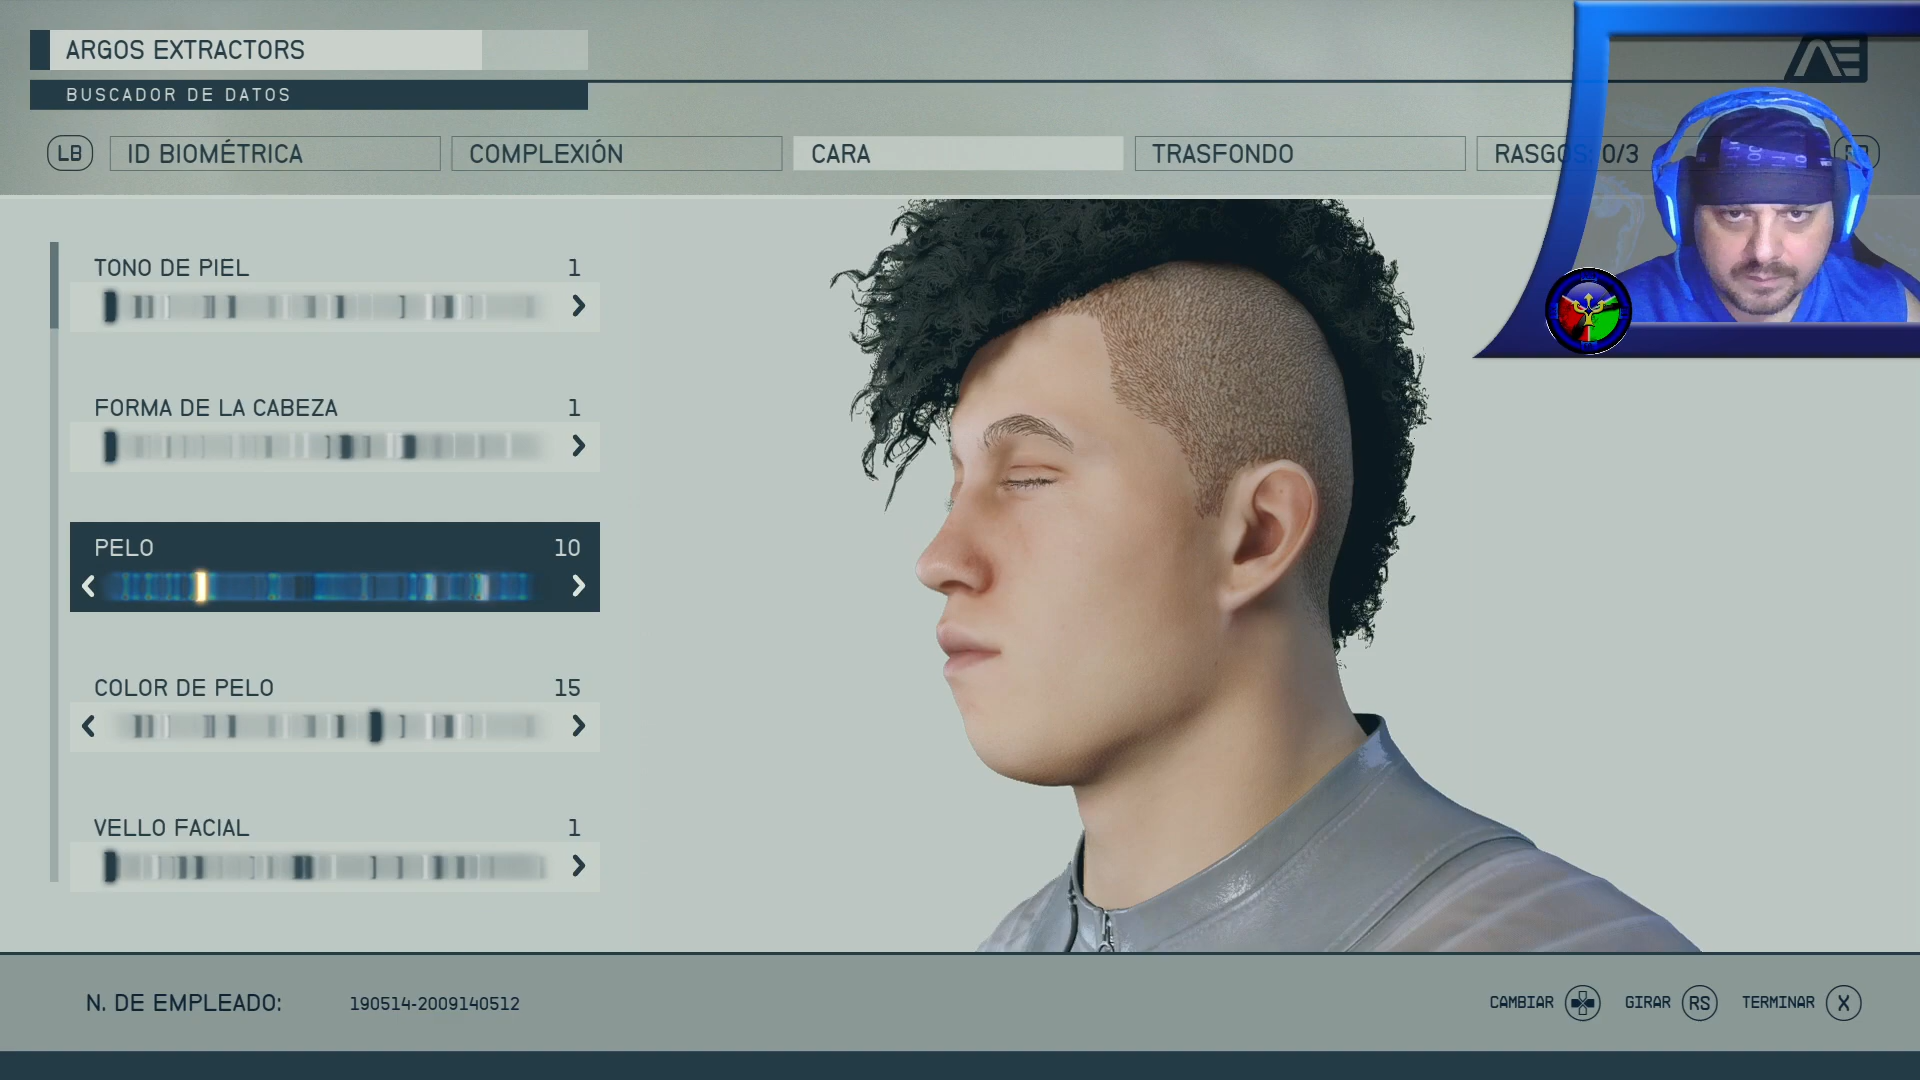 ARGOS EXTRACTORS
BUSCADOR DE DATOS
LB
ID BIOMÉTRICA
COMPLEXIÓN
CARA
TRASFONDO
RASGOS: 0/3
TONO DE PIEL 1
FORMA DE LA CABEZA 1
PELO 10
COLOR DE PELO 15
VELLO FACIAL 1
N. DE EMPLEADO: 190514-2009140512
CAMBIAR GIRAR RS TERMINAR X